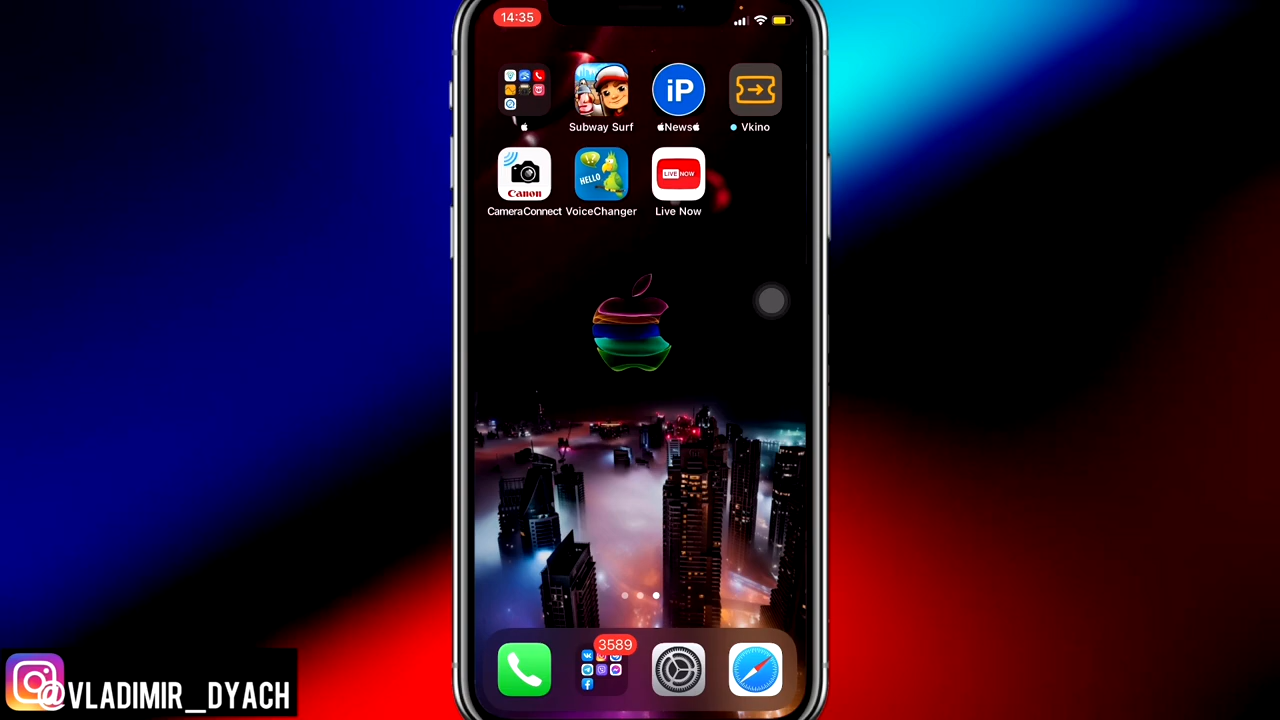 14:35
iP
Subway Surf
News
Vkino
Canon
HELLO
LIVE NOW
CameraConnect
VoiceChanger
Live Now
3589
@VLADIMIR_DYACH